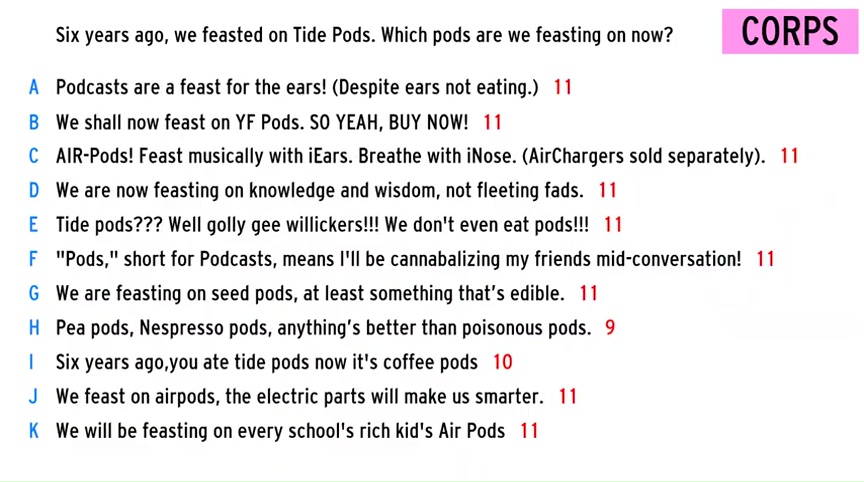 Six years ago, we feasted on Tide Pods. Which pods are we feasting on now?
CORPS
A Podcasts are a feast for the ears! (Despite ears not eating.) 11
B We shall now feast on YF Pods. SO YEAH, BUY NOW! 11
C AIR-Pods! Feast musically with iEars. Breathe with iNose. (AirChargers sold separately). 11
D We are now feasting on knowledge and wisdom, not fleeting fads. 11
E Tide pods??? Well golly gee willickers!!! We don't even eat pods!!! 11
F "Pods," short for Podcasts, means I'll be cannabalizing my friends mid-conversation! 11
G We are feasting on seed pods, at least something that's edible. 11
H Pea pods, Nespresso pods, anything's better than poisonous pods. 9
I Six years ago,you ate tide pods now it's coffee pods 10
J We feast on airpods, the electric parts will make us smarter. 11
K We will be feasting on every school's rich kid's Air Pods 11